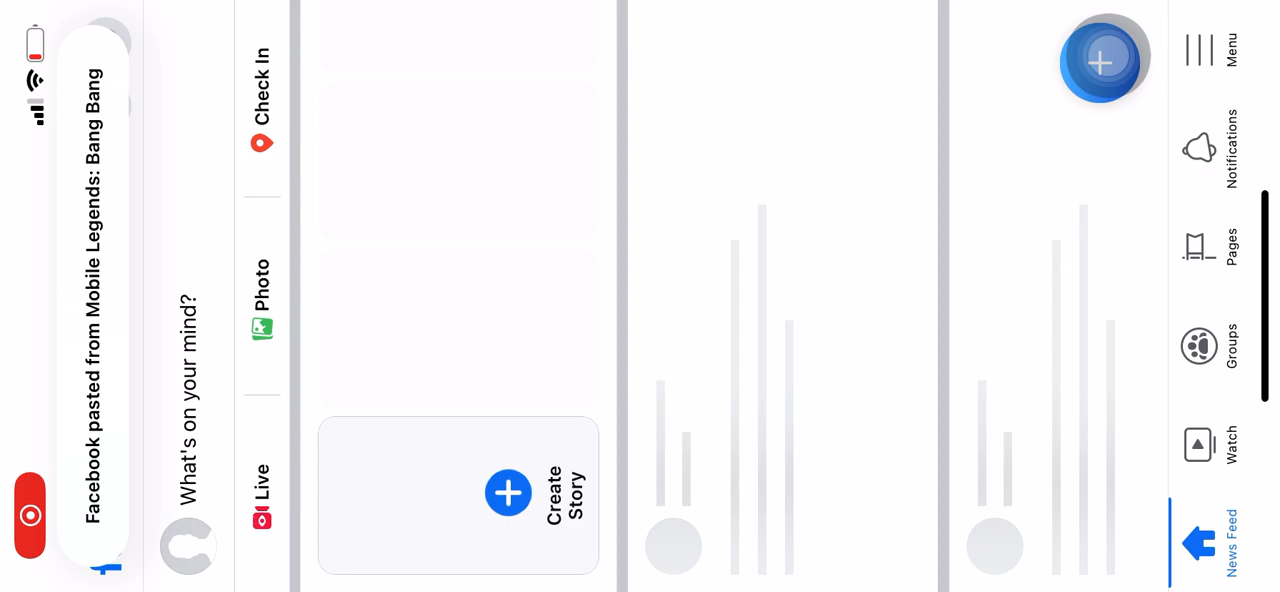 Facebook pasted from Mobile Legends: Bang Bang
What's on your mind?
Live
Photo
Check In
Create
Story
News Feed
Watch
Groups
Pages
Notifications
Menu